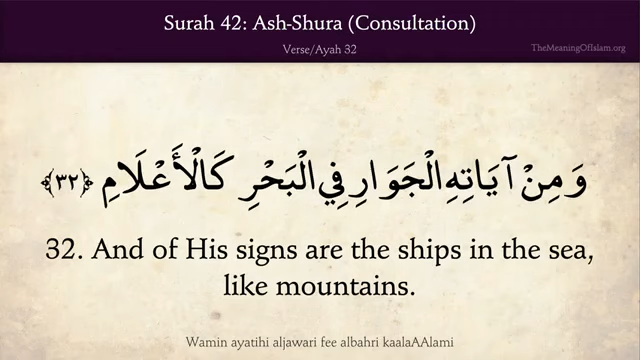 Surah 42: Ash-Shura (Consultation)
Verse/Ayah 32
TheMeaningOfIslam.org
وَمِنْ آيَاتِهِ الْجَوَارِ فِي الْبَحْرِ كَالْأَعْلَامِ ﴿٣٢﴾
32. And of His signs are the ships in the sea,
like mountains.
Wamin ayatihi aljawari fee albahri kaalaAAlami